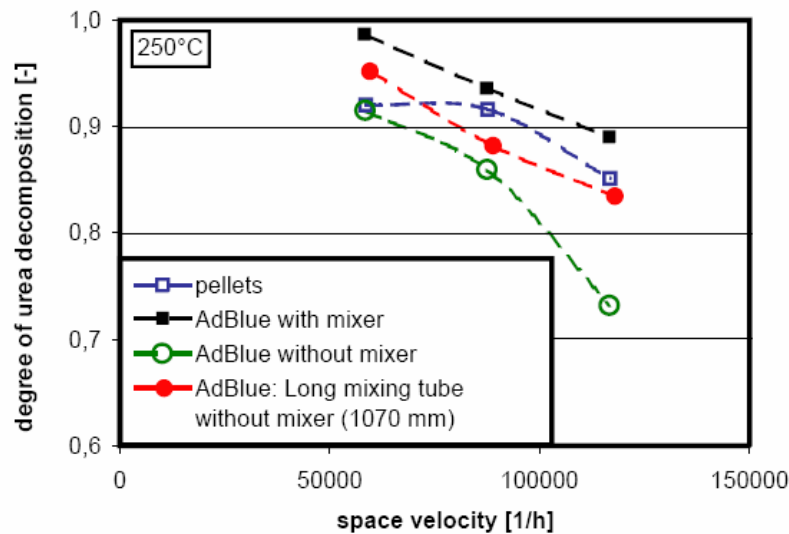 1,0
250°C
0,9
0,8
0,7
0,6
degree of urea decomposition [-]
pellets
AdBlue with mixer
AdBlue without mixer
AdBlue: Long mixing tube
without mixer (1070 mm)
0
50000
100000
150000
space velocity [1/h]